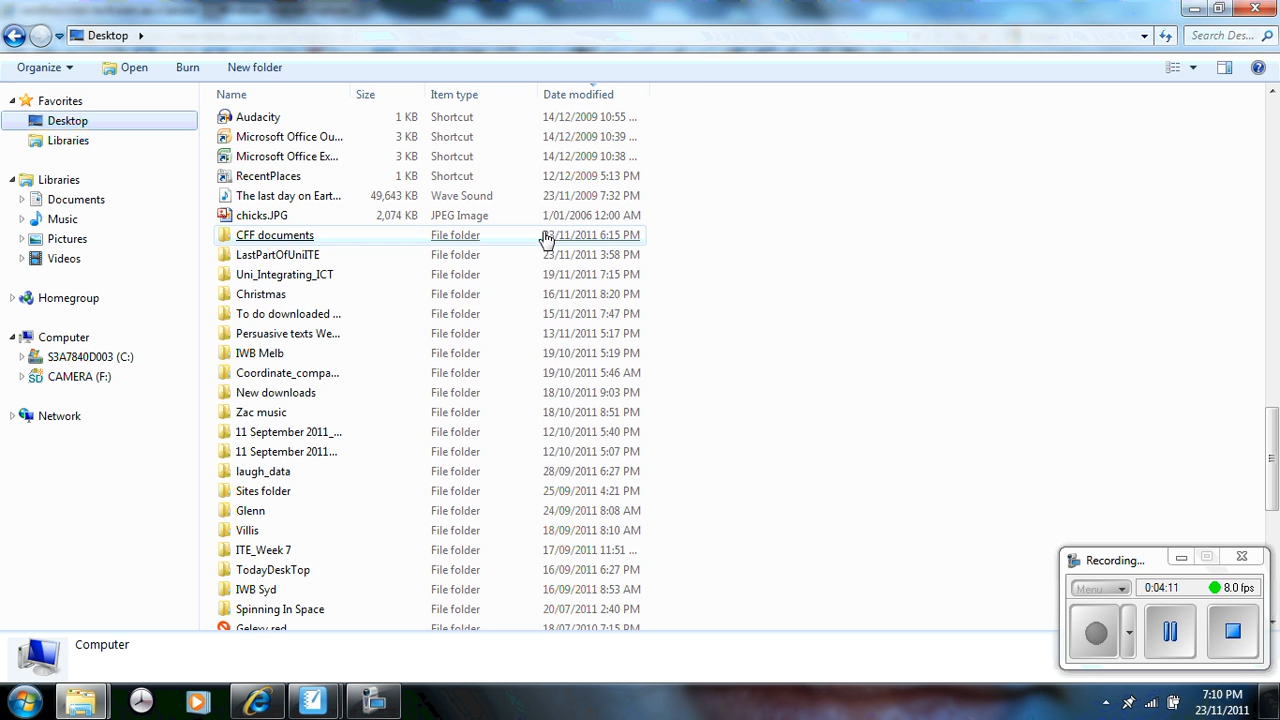 Desktop
Search Des...
Organize Open Burn New folder
Name Size Item type Date modified
Favorites
Desktop
Libraries
Libraries
Documents
Music
Pictures
Videos
Homegroup
Computer
S3A7840D003 (C:)
CAMERA (F:)
Network
Audacity 1 KB Shortcut 14/12/2009 10:55 ...
Microsoft Office Ou... 3 KB Shortcut 14/12/2009 10:39 ...
Microsoft Office Ex... 3 KB Shortcut 14/12/2009 10:38 ...
RecentPlaces 1 KB Shortcut 12/12/2009 5:13 PM
The last day on Eart... 49,643 KB Wave Sound 23/11/2009 7:32 PM
chicks.JPG 2,074 KB JPEG Image 1/01/2006 12:00 AM
CFF documents File folder 23/11/2011 6:15 PM
LastPartOfUniITE File folder 23/11/2011 3:58 PM
Uni_Integrating_ICT File folder 19/11/2011 7:15 PM
Christmas File folder 16/11/2011 8:20 PM
To do downloaded ... File folder 15/11/2011 7:47 PM
Persuasive texts We... File folder 13/11/2011 5:17 PM
IWB Melb File folder 19/10/2011 5:19 PM
Coordinate_compa... File folder 19/10/2011 5:46 AM
New downloads File folder 18/10/2011 9:03 PM
Zac music File folder 18/10/2011 8:51 PM
11 September 2011_... File folder 12/10/2011 5:40 PM
11 September 2011... File folder 12/10/2011 5:07 PM
laugh_data File folder 28/09/2011 6:27 PM
Sites folder File folder 25/09/2011 4:21 PM
Glenn File folder 24/09/2011 8:08 AM
Villis File folder 18/09/2011 8:10 AM
ITE_Week 7 File folder 17/09/2011 11:51 ...
TodayDeskTop File folder 16/09/2011 6:27 PM
IWB Syd File folder 16/09/2011 8:53 AM
Spinning In Space File folder 20/07/2011 2:40 PM
Gelexy red 18/07/2010 7:15 PM
Recording...
Menu 0:04:11 8.0 fps
Computer
7:10 PM
23/11/2011